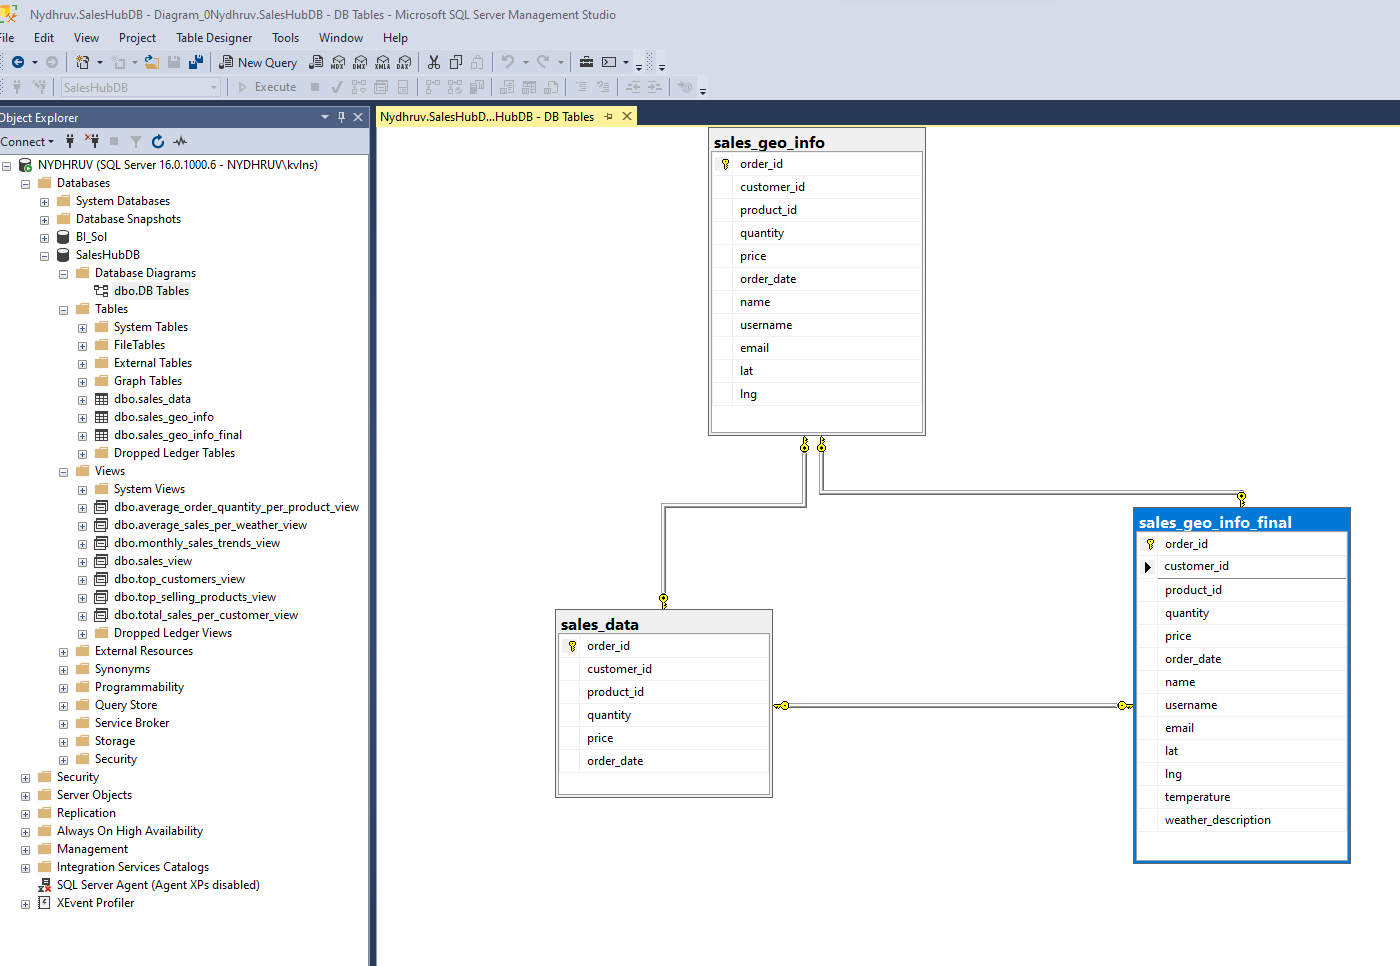 Nydhruv.SalesHubDB - Diagram_0Nydhruv.SalesHubDB - DB Tables - Microsoft SQL Server Management Studio
File Edit View Project Table Designer Tools Window Help
New Query MDX DMX XMLA DAX
SalesHubDB Execute
Object Explorer
Connect
NYDHRUV (SQL Server 16.0.1000.6 - NYDHRUV\kvlns)
Databases
System Databases
Database Snapshots
BI_Sol
SalesHubDB
Database Diagrams
dbo.DB Tables
Tables
System Tables
FileTables
External Tables
Graph Tables
dbo.sales_data
dbo.sales_geo_info
dbo.sales_geo_info_final
Dropped Ledger Tables
Views
System Views
dbo.average_order_quantity_per_product_view
dbo.average_sales_per_weather_view
dbo.monthly_sales_trends_view
dbo.sales_view
dbo.top_customers_view
dbo.top_selling_products_view
dbo.total_sales_per_customer_view
Dropped Ledger Views
External Resources
Synonyms
Programmability
Query Store
Service Broker
Storage
Security
Security
Server Objects
Replication
Always On High Availability
Management
Integration Services Catalogs
SQL Server Agent (Agent XPs disabled)
XEvent Profiler
Nydhruv.SalesHubD...HubDB - DB Tables
sales_geo_info
order_id
customer_id
product_id
quantity
price
order_date
name
username
email
lat
lng
sales_data
order_id
customer_id
product_id
quantity
price
order_date
sales_geo_info_final
order_id
customer_id
product_id
quantity
price
order_date
name
username
email
lat
lng
temperature
weather_description